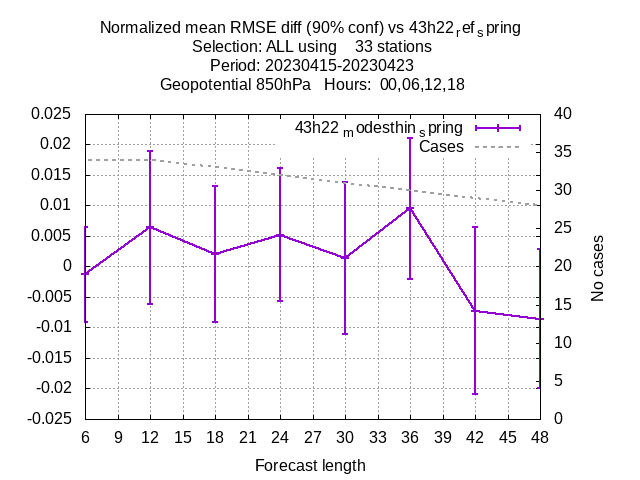 Normalized mean RMSE diff (90% conf) vs 43h22refspring
Selection: ALL using 33 stations
Period: 20230415-20230423
Geopotential 850hPa Hours: 00,06,12,18
43h22modesthinspring
Cases
0.025
0.02
0.015
0.01
0.005
0
-0.005
-0.01
-0.015
-0.02
-0.025
40
35
30
25
20
15
10
5
0
No cases
6 9 12 15 18 21 24 27 30 33 36 39 42 45 48
Forecast length